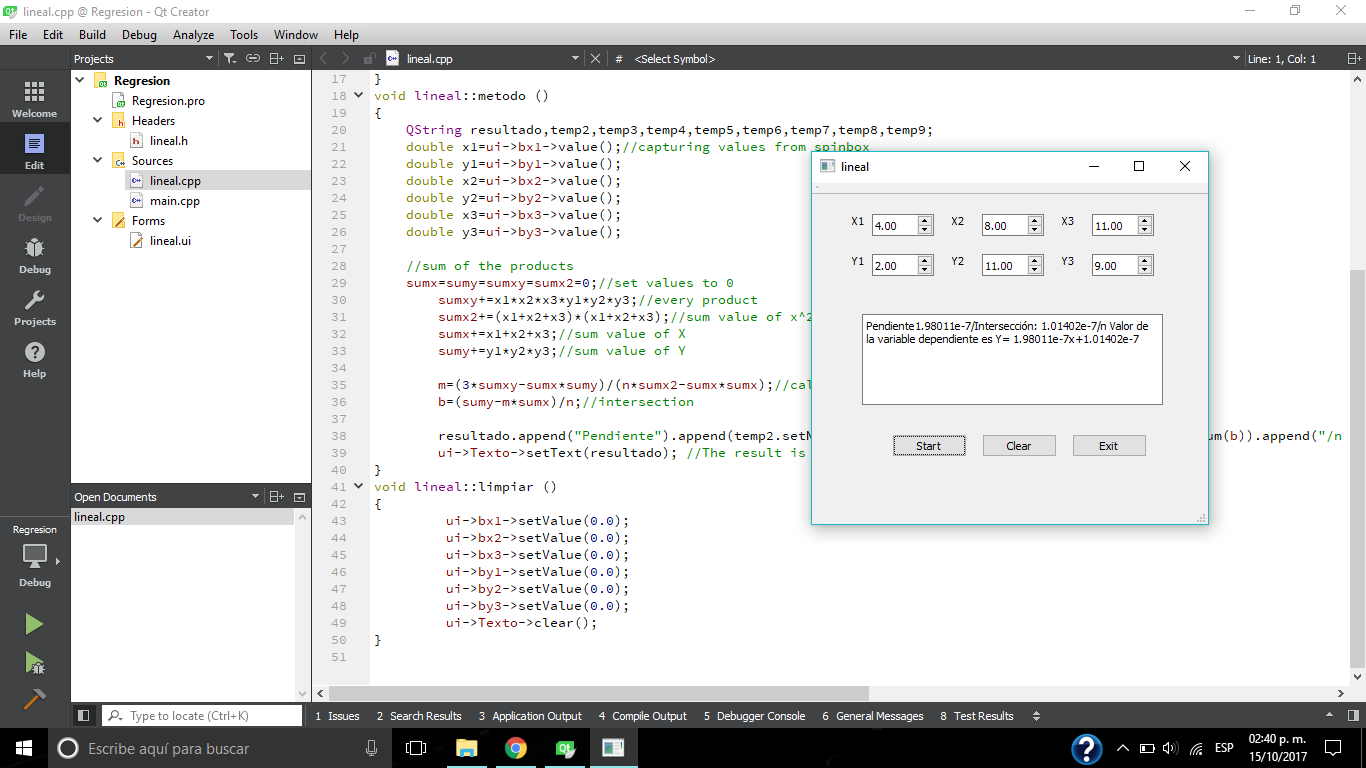 lineal.cpp @ Regresion - Qt Creator
File Edit Build Debug Analyze Tools Window Help
Projects
lineal.cpp
# <Select Symbol>
Line: 1, Col: 1
Welcome
Edit
Design
Debug
Projects
Help
Regresion
Debug
Regresion
Regresion.pro
Headers
lineal.h
Sources
lineal.cpp
main.cpp
Forms
lineal.ui
Open Documents
lineal.cpp
17 }
18 void lineal::metodo ()
19 {
20 QString resultado,temp2,temp3,temp4,temp5,temp6,temp7,temp8,temp9;
21 double x1=ui->bx1->value();//capturing values from spinbox
22 double y1=ui->by1->value();
23 double x2=ui->bx2->value();
24 double y2=ui->by2->value();
25 double x3=ui->bx3->value();
26 double y3=ui->by3->value();
27
28 //sum of the products
29 sumx=sumy=sumxy=sumx2=0;//set values to 0
30 sumxy+=x1*x2*x3*y1*y2*y3;//every product
31 sumx2+=(x1+x2+x3)*(x1+x2+x3);//sum value of x^2
32 sumx+=x1+x2+x3;//sum value of X
33 sumy+=y1*y2*y3;//sum value of Y
34
35 m=(3*sumxy-sumx*sumy)/(n*sumx2-sumx*sumx);//cal
36 b=(sumy-m*sumx)/n;//intersection
37
38 resultado.append("Pendiente").append(temp2.setN um(b)).append("/n
39 ui->Texto->setText(resultado); //The result is
40 }
41 void lineal::limpiar ()
42 {
43 ui->bx1->setValue(0.0);
44 ui->bx2->setValue(0.0);
45 ui->bx3->setValue(0.0);
46 ui->by1->setValue(0.0);
47 ui->by2->setValue(0.0);
48 ui->by3->setValue(0.0);
49 ui->Texto->clear();
50 }
51
lineal
X1 4.00 X2 8.00 X3 11.00
Y1 2.00 Y2 11.00 Y3 9.00
Pendiente1.98011e-7/Intersección: 1.01402e-7/n Valor de
la variable dependiente es Y= 1.98011e-7x+1.01402e-7
Start Clear Exit
Type to locate (Ctrl+K)
1 Issues 2 Search Results 3 Application Output 4 Compile Output 5 Debugger Console 6 General Messages 8 Test Results
Escribe aquí para buscar
ESP
02:40 p. m.
15/10/2017